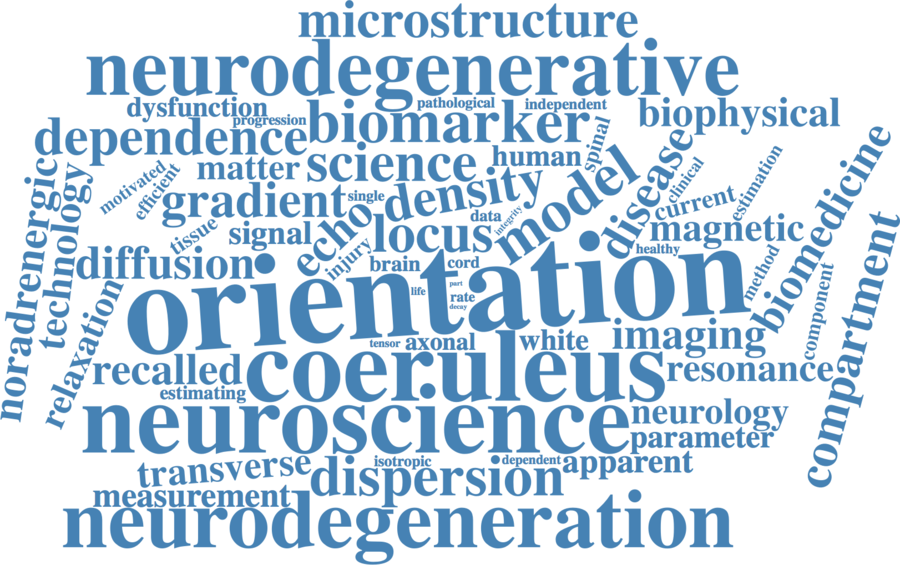 microstructure
neurodegenerative
dysfunction
pathological
independent
biophysical
progression
dependence
biomarker
spinal
matter
science
human
disease
clinical
estimation
biomedicine
noradrenergic
technology
motivated
efficient
gradient
single
density
model
current
data
integrity
tissue
signal
echo
locus
magnetic
healthy
injury
diffusion
brain
cord
method
component
compartment
orientation
part
life
rate
decay
relaxation
tensor
axonal
white
imaging
recalled
coeruleus
resonance
estimating
neuroscience
neurology
parameter
transverse
isotropic
dependent
apparent
dispersion
measurement
neurodegeneration